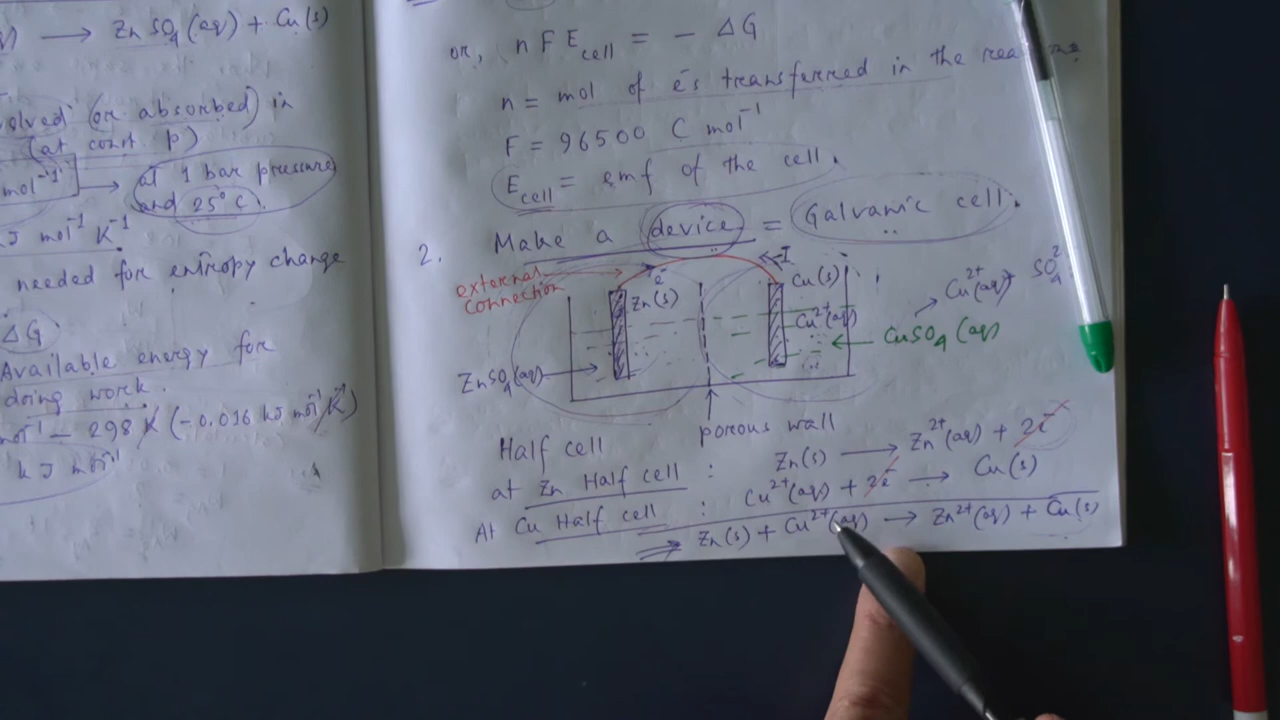 ⟶ ZnSO₄(aq) + Cu(s)
(or absorbed) in
(at const p)
mol⁻¹ → at 1 bar pressure
and 25°C.
J mol⁻¹ K⁻¹
needed for entropy change
ΔG
Available energy for
doing work.
mol⁻¹ – 298 K (-0.016 kJ mol⁻¹ K⁻¹)
kJ mol⁻¹
or, n F E cell = - ΔG
n = mol of e⁻s transferred in the
F = 96500 C mol⁻¹
E cell = emf of the cell.
2. Make a device = Galvanic cell.
external
connection
e⁻
I
Zn(s)
Cu(s)
Cu²⁺(aq)
Cu²⁺(aq) + SO₄²⁻
CuSO₄(aq)
ZnSO₄(aq)
porous wall
Half cell
at Zn Half cell : Zn(s) ⟶ Zn²⁺(aq) + 2e⁻
At Cu Half cell : Cu²⁺(aq) + 2e⁻ ⟶ Cu(s)
⇒ Zn(s) + Cu²⁺(aq) ⟶ Zn²⁺(aq) + Cu(s)